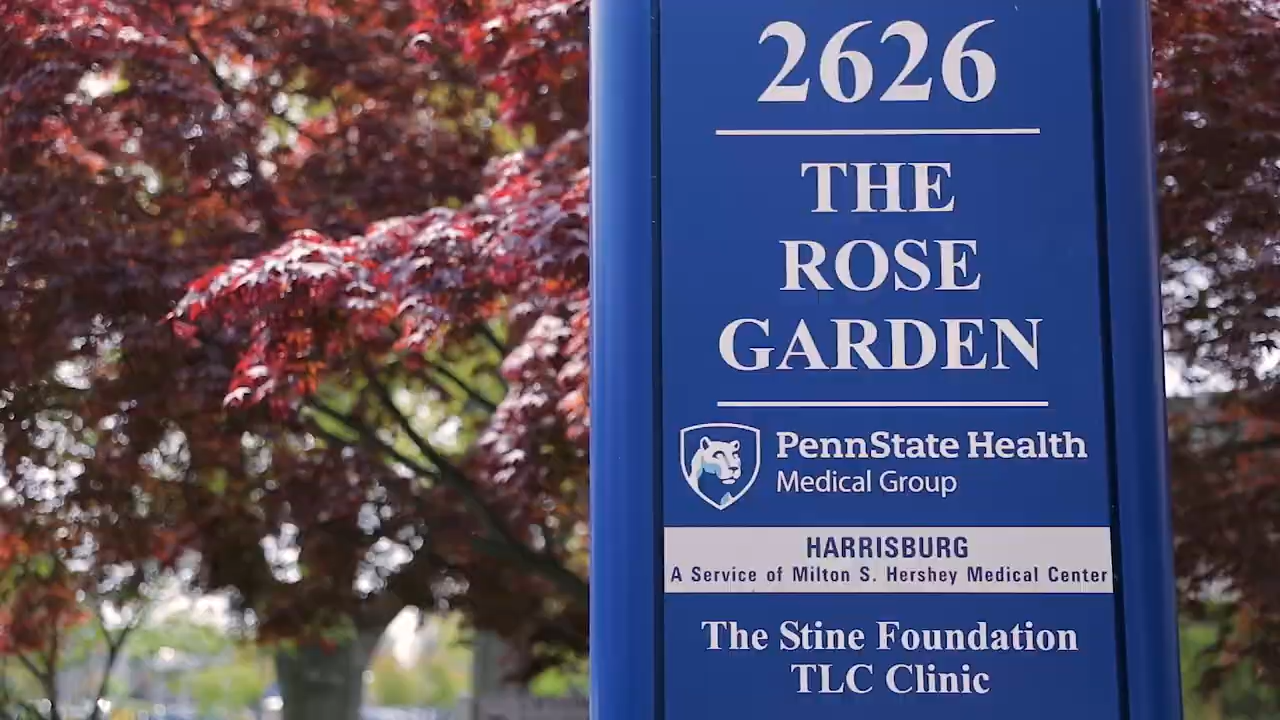 2626
THE
ROSE
GARDEN
PennState Health
Medical Group
HARRISBURG
A Service of Milton S. Hershey Medical Center
The Stine Foundation
TLC Clinic